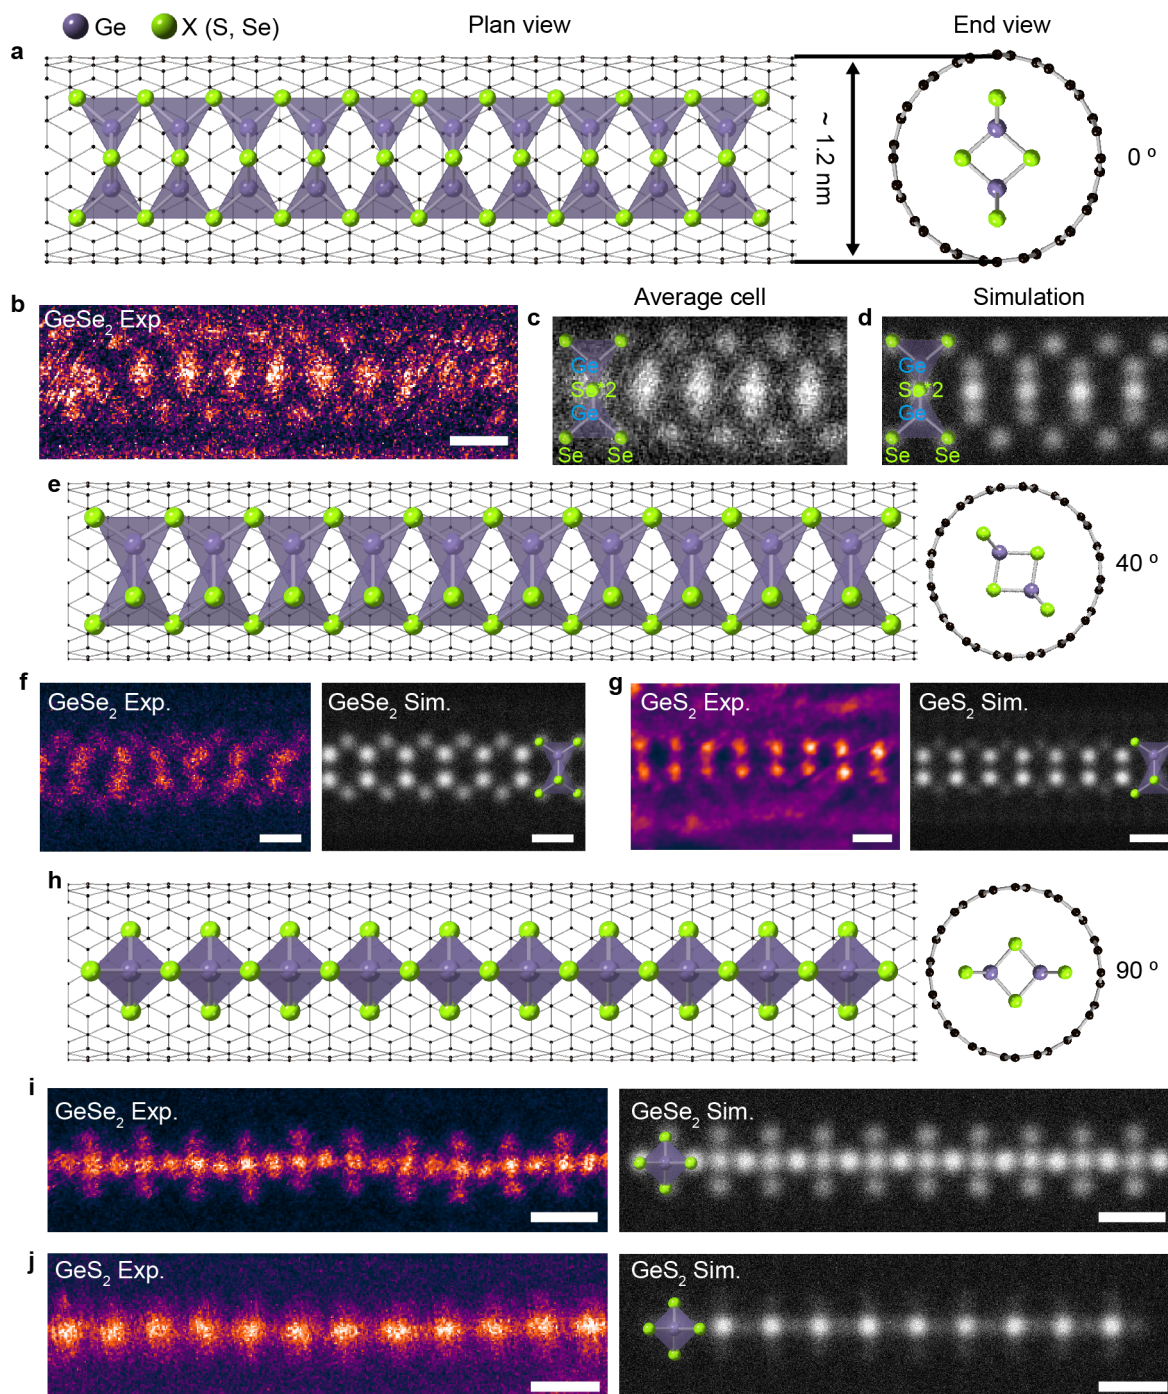 Ge X (S, Se) Plan view End view
a
~ 1.2 nm
0 º
b GeSe2 Exp.
Average cell
c
Ge
Se*2
Ge
Se Se
Simulation
d
Ge
Se*2
Ge
Se Se
e
40 º
f GeSe2 Exp. GeSe2 Sim.
g GeS2 Exp. GeS2 Sim.
h
90 º
i GeSe2 Exp. GeSe2 Sim.
j GeS2 Exp. GeS2 Sim.